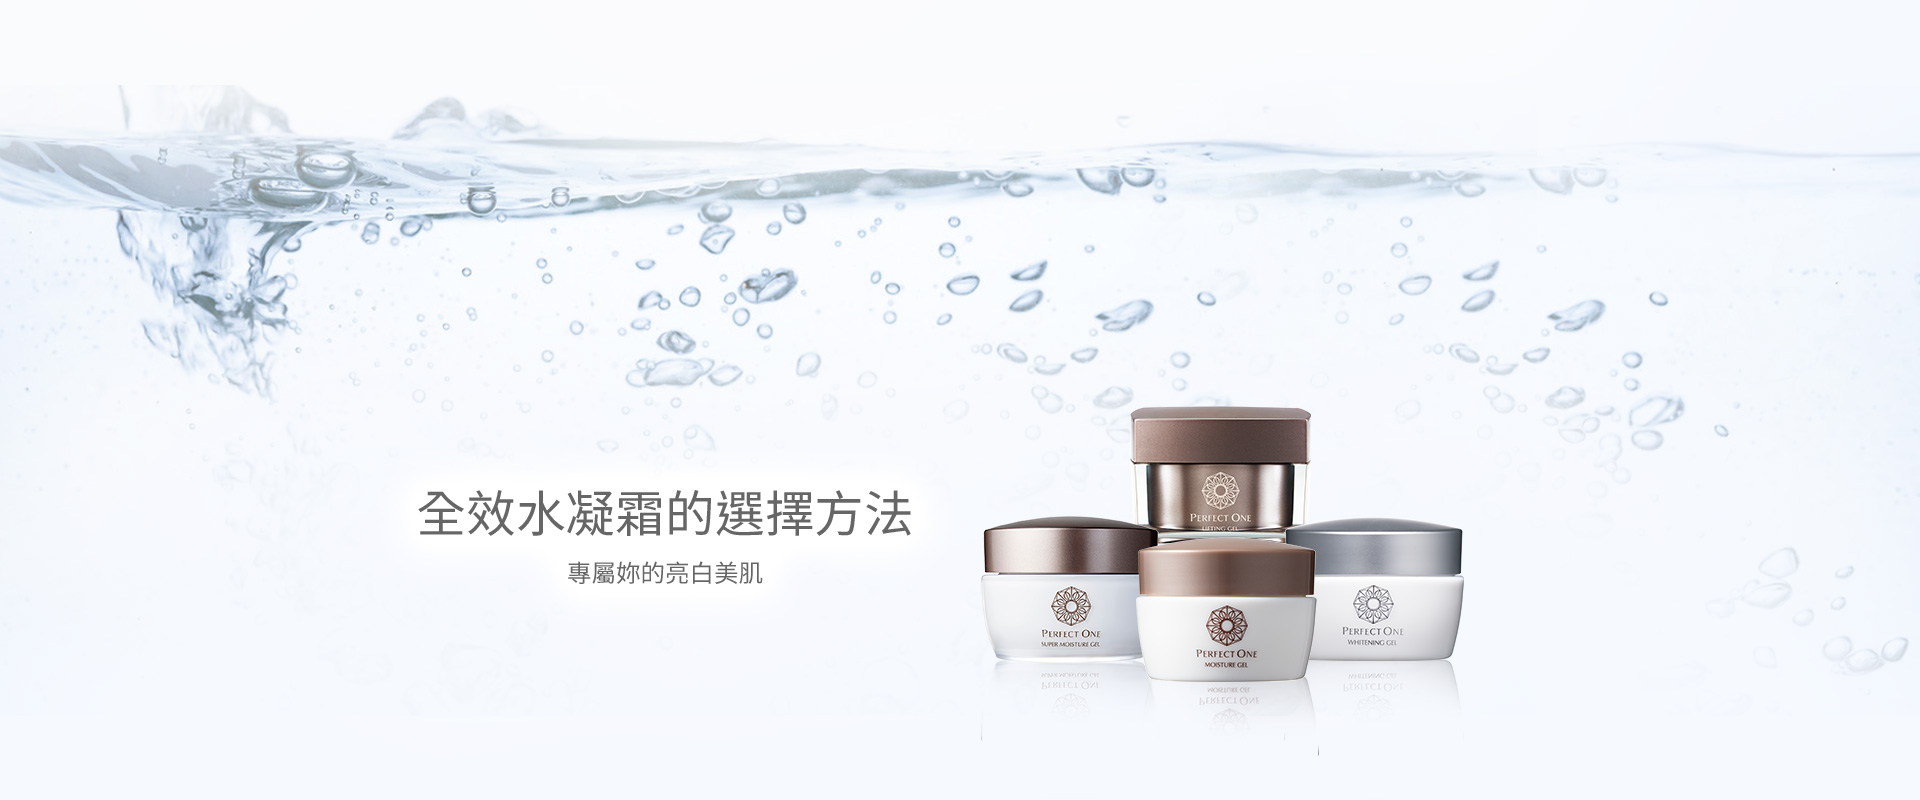 全效水凝霜的選擇方法
專屬妳的亮白美肌
PERFECT ONE
LIFTING GEL
PERFECT ONE
SUPER MOISTURE GEL
PERFECT ONE
MOISTURE GEL
PERFECT ONE
WHITENING GEL